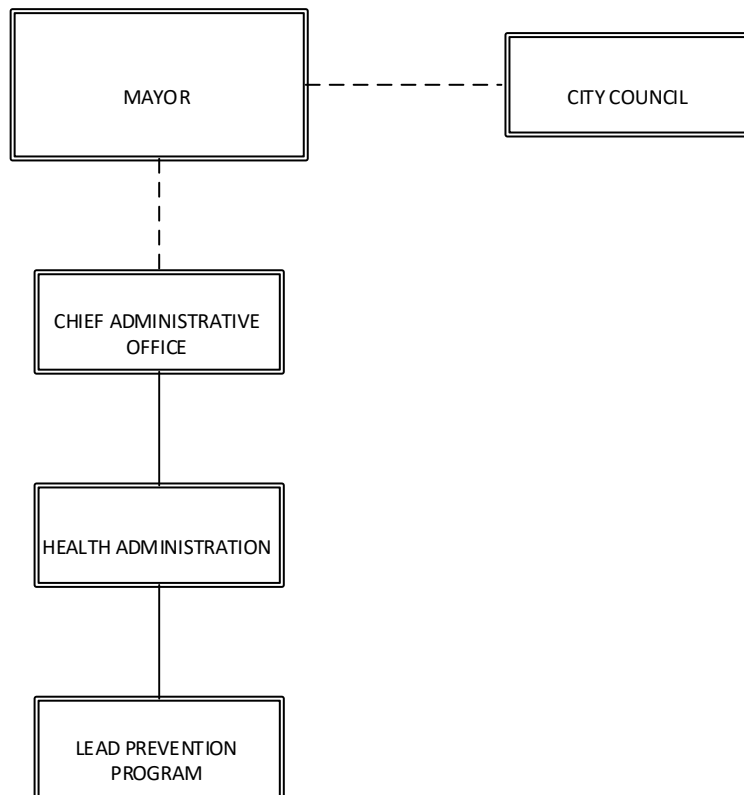 MAYOR
CITY COUNCIL
CHIEF ADMINISTRATIVE
OFFICE
HEALTH ADMINISTRATION
LEAD PREVENTION
PROGRAM